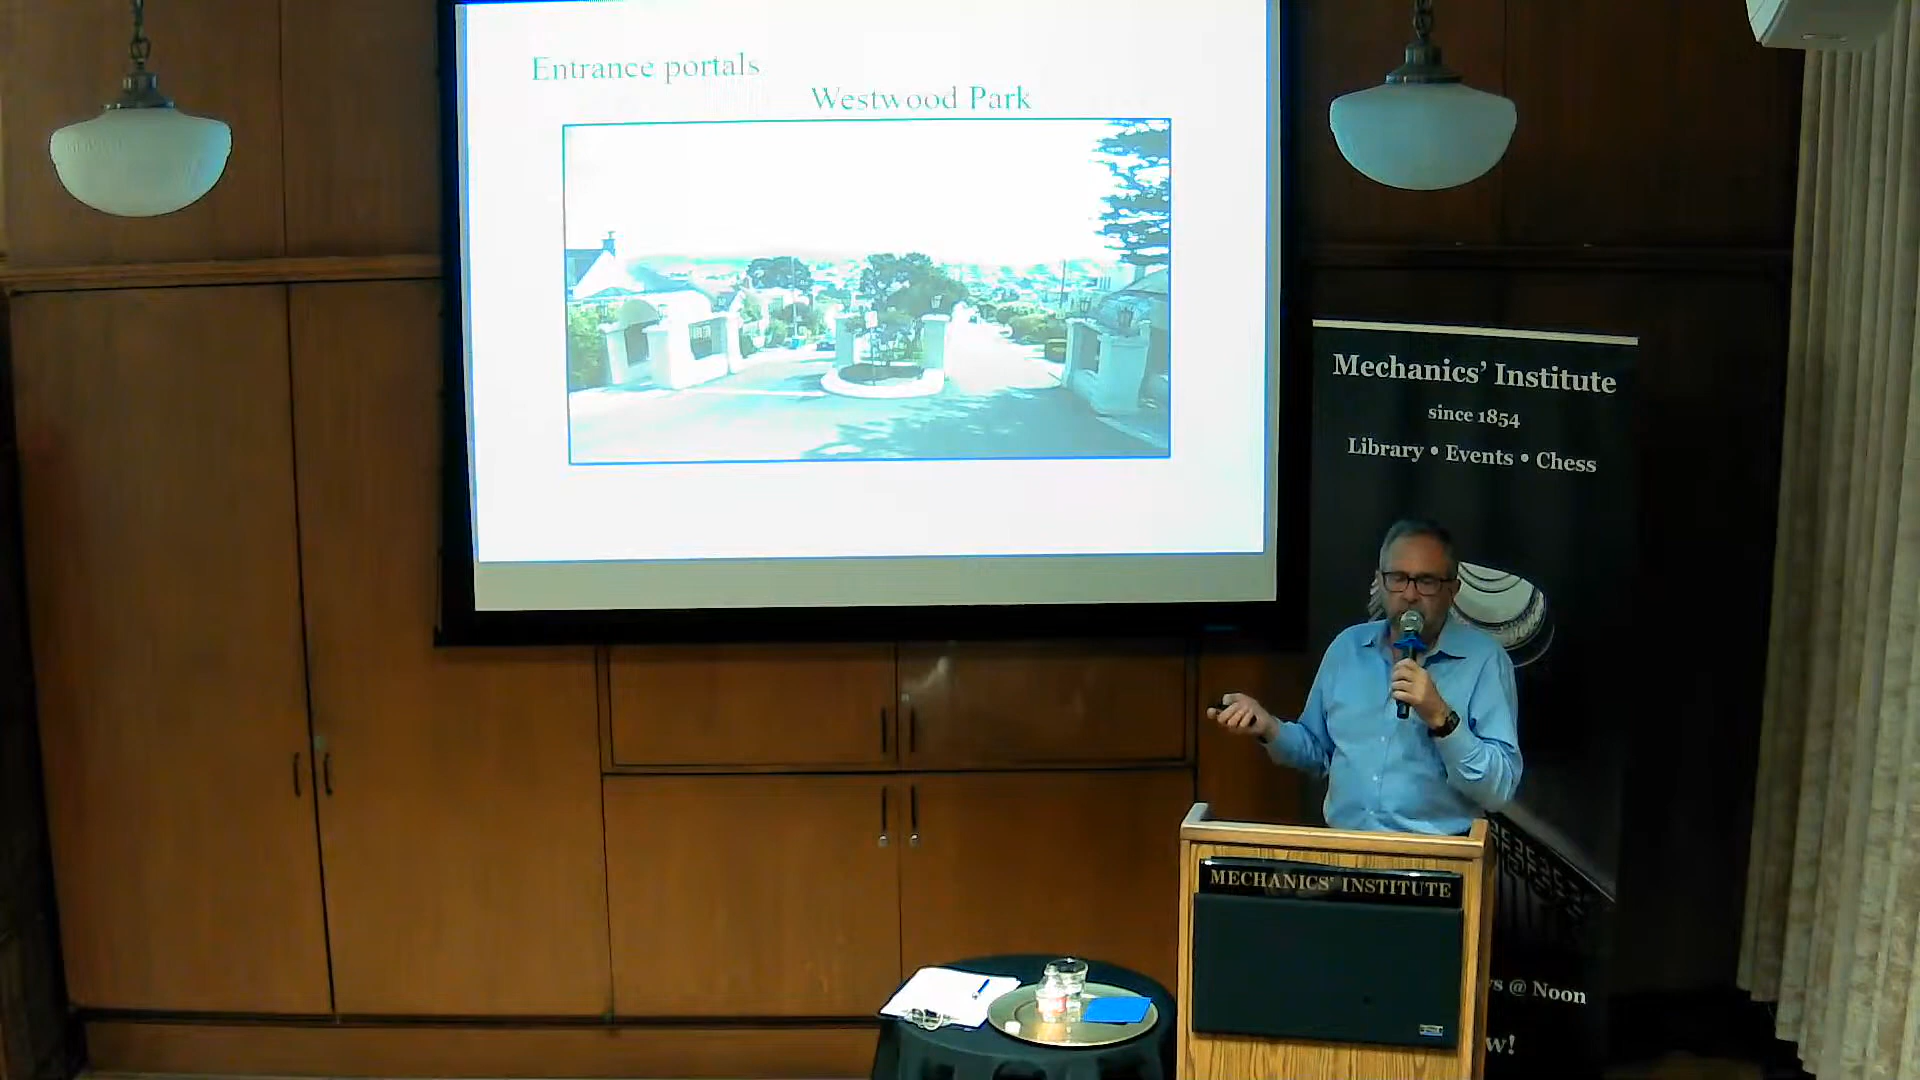 Entrance portals
Westwood Park
Mechanics' Institute
since 1854
Library • Events • Chess
MECHANICS' INSTITUTE
@ Noon